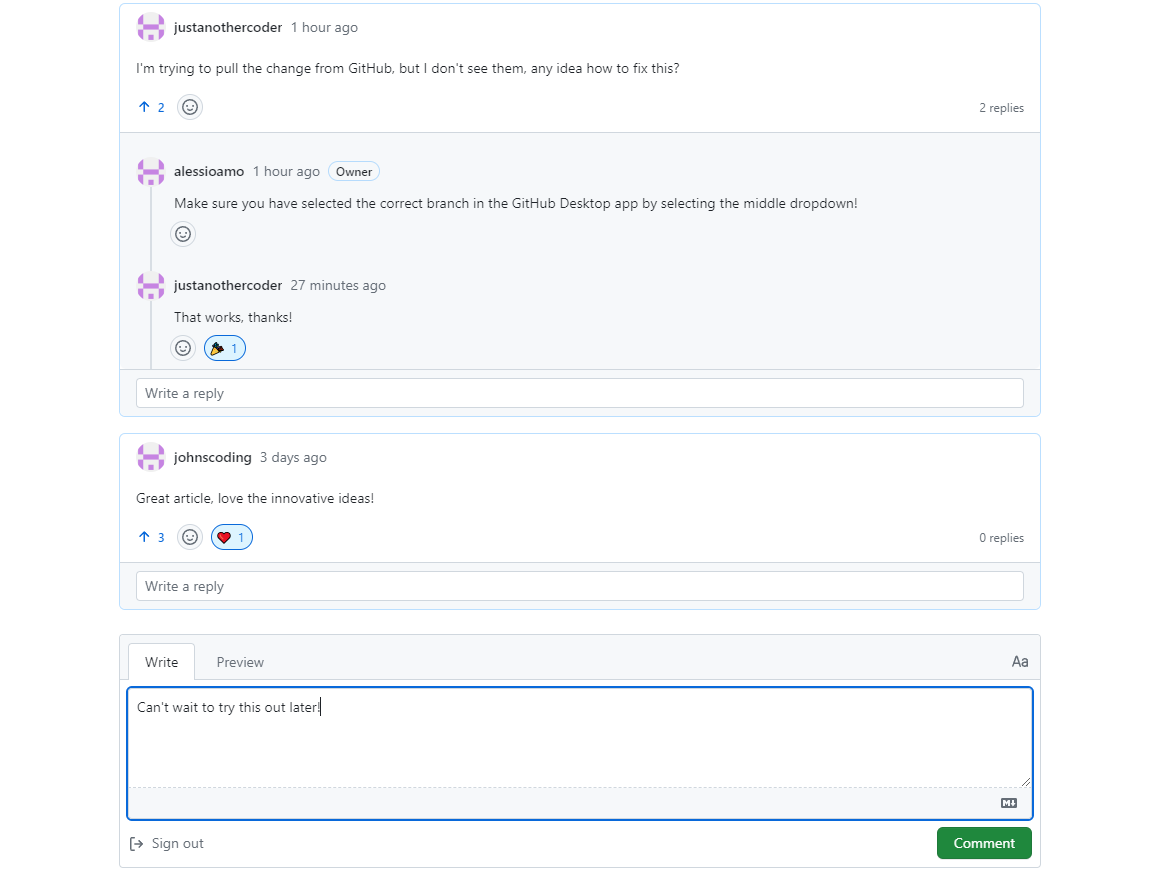 justanothercoder 1 hour ago
I'm trying to pull the change from GitHub, but I don't see them, any idea how to fix this?
2
2 replies
alessioamo 1 hour ago Owner
Make sure you have selected the correct branch in the GitHub Desktop app by selecting the middle dropdown!
justanothercoder 27 minutes ago
That works, thanks!
1
Write a reply
johnscoding 3 days ago
Great article, love the innovative ideas!
3 1
0 replies
Write a reply
Write Preview Aa
Can't wait to try this out later!
M
Sign out Comment